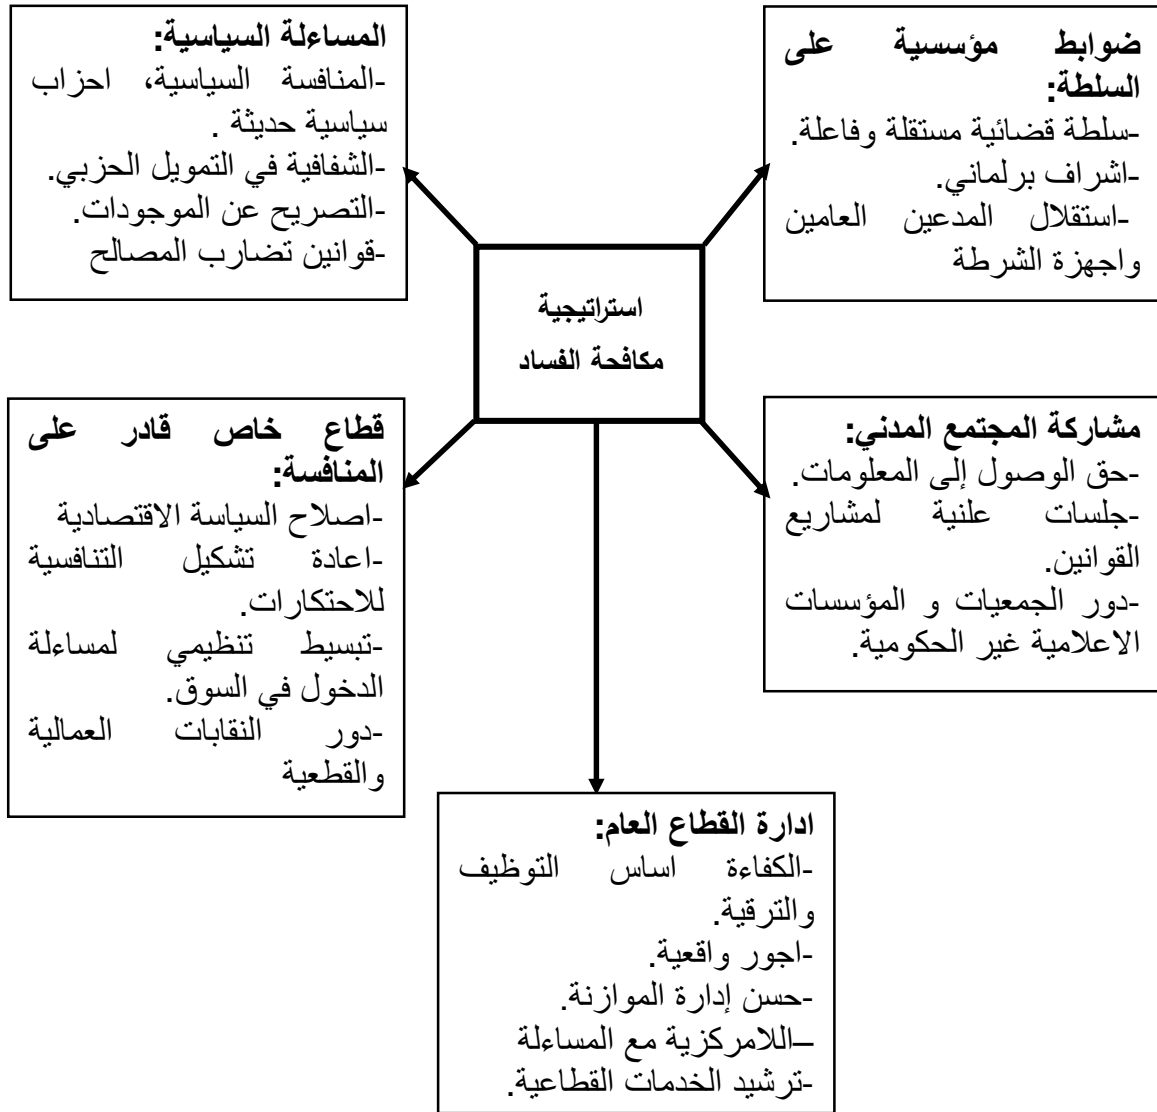 ضوابط مؤسسية على
السلطة:
-سلطة قضائية مستقلة وفاعلة.
-اشراف برلماني.
-استقلال المدعين العامين
واجهزة الشرطة
المساءلة السياسية:
-المنافسة السياسية، احزاب
سياسية حديثة .
-الشفافية في التمويل الحزبي.
-التصريح عن الموجودات.
-قوانين تضارب المصالح
استراتيجية
مكافحة الفساد
مشاركة المجتمع المدني:
-حق الوصول إلى المعلومات.
-جلسات علنية لمشاريع
القوانين.
-دور الجمعيات و المؤسسات
الاعلامية غير الحكومية.
قطاع خاص قادر على
المنافسة:
-اصلاح السياسة الاقتصادية
-اعادة تشكيل التنافسية
للاحتكارات.
-تبسيط تنظيمي لمساءلة
الدخول في السوق.
-دور النقابات العمالية
والقطعية
ادارة القطاع العام:
-الكفاءة اساس التوظيف
والترقية.
-اجور واقعية.
-حسن إدارة الموازنة.
–اللامركزية مع المساءلة
-ترشيد الخدمات القطاعية.